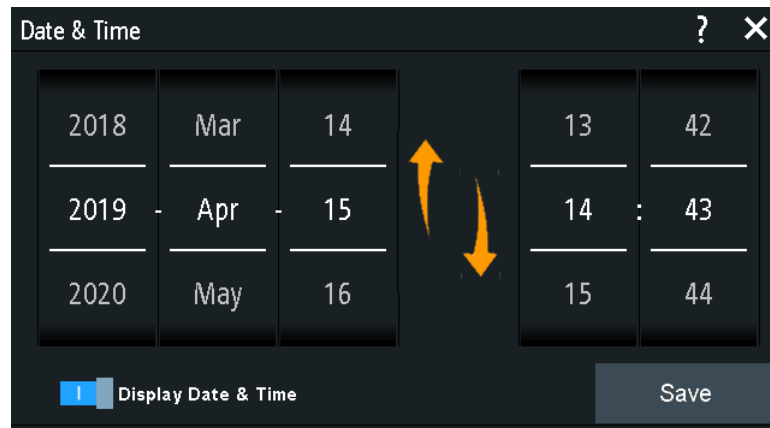 Date & Time ? X
2018 Mar 14 13 42
2019 - Apr - 15 14 : 43
2020 May 16 15 44
I Display Date & Time Save